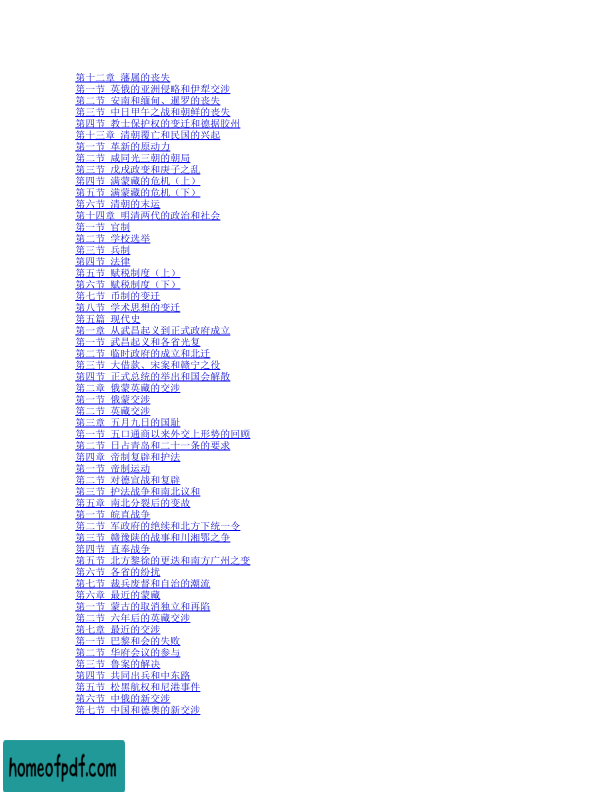 第十二章 藩属的丧失
第一节 英俄的亚洲侵略和伊犁交涉
第二节 安南和缅甸、暹罗的丧失
第三节 中日甲午之战和朝鲜的丧失
第四节 教士保护权的变迁和德据胶州
第十三章 清朝覆亡和民国的兴起
第一节 革新的原动力
第二节 咸同光三朝的朝局
第三节 戊戌政变和庚子之乱
第四节 满蒙藏的危机（上）
第五节 满蒙藏的危机（下）
第六节 清朝的末运
第十四章 明清两代的政治和社会
第一节 官制
第二节 学校选举
第三节 兵制
第四节 法律
第五节 赋税制度（上）
第六节 赋税制度（下）
第七节 币制的变迁
第八节 学术思想的变迁
第五篇 现代史
第一章 从武昌起义到正式政府成立
第一节 武昌起义和各省光复
第二节 临时政府的成立和北迁
第三节 大借款、宋案和赣宁之役
第四节 正式总统的举出和国会解散
第二章 俄蒙英藏的交涉
第一节 俄蒙交涉
第二节 英藏交涉
第三章 五月九日的国耻
第一节 五口通商以来外交上形势的回顾
第二节 日占青岛和二十一条的要求
第四章 帝制复辟和护法
第一节 帝制运动
第二节 对德宣战和复辟
第三节 护法战争和南北议和
第五章 南北分裂后的变故
第一节 皖直战争
第二节 军政府的绝续和北方下统一令
第三节 赣豫陕的战事和川湘鄂之争
第四节 直奉战争
第五节 北方黎徐的更迭和南方广州之变
第六节 各省的纷扰
第七节 裁兵废督和自治的潮流
第六章 最近的蒙藏
第一节 蒙古的取消独立和再陷
第二节 六年后的英藏交涉
第七章 最近的交涉
第一节 巴黎和会的失败
第二节 华府会议的参与
第三节 鲁案的解决
第四节 共同出兵和中东路
第五节 松黑航权和尼港事件
第六节 中俄的新交涉
第七节 中国和德奥的新交涉
homeofpdf.com